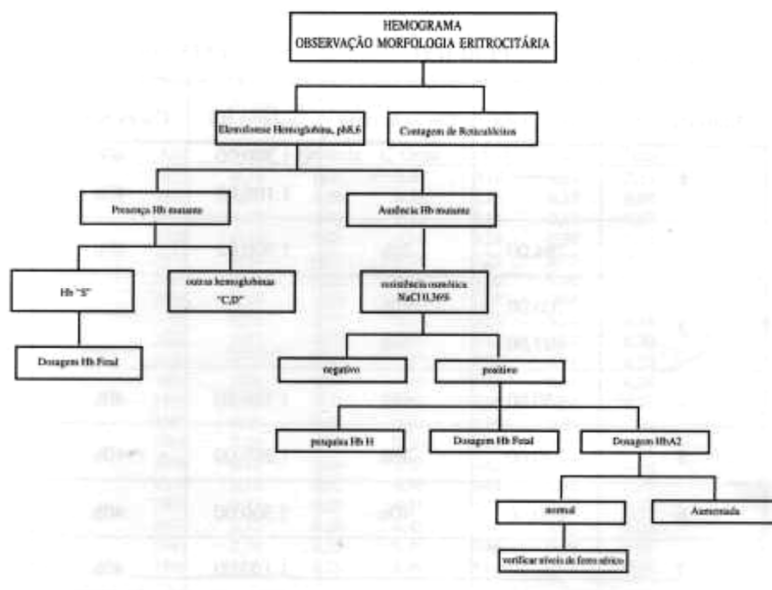 HEMOGRAMA
OBSERVAÇÃO MORFOLOGIA ERITROCITÁRIA
Eletroforese Hemoglobina, ph8,6
Contagem de Reticulócitos
Presença Hb mutante
Ausência Hb mutante
Hb "S"
outras hemoglobinas
"C,D"
resistência osmótica
NaCl 0,36%
Dosagem Hb Fetal
negativo
positivo
pesquisa Hb H
Dosagem Hb Fetal
Dosagem HbA2
normal
Aumentada
verificar níveis de ferro sérico